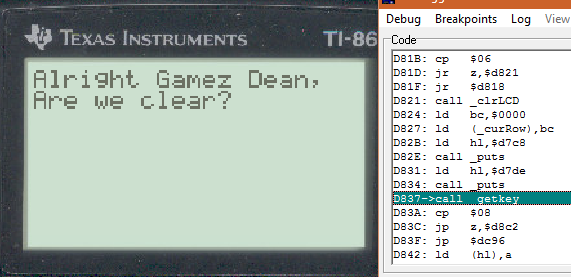 TEXAS INSTRUMENTS TI-86
Alright Gamez Dean,
Are we clear?
Debug Breakpoints Log View
Code
D81B: cp $06
D81D: jr z,$d821
D81F: jr $d818
D821: call _clrLCD
D824: ld bc,$0000
D827: ld (_curRow),bc
D82B: ld hl,$d7c8
D82E: call _puts
D831: ld hl,$d7de
D834: call _puts
D837->call _getkey
D83A: cp $08
D83C: jp z,$d8c2
D83F: jp $dc96
D842: ld (hl),a